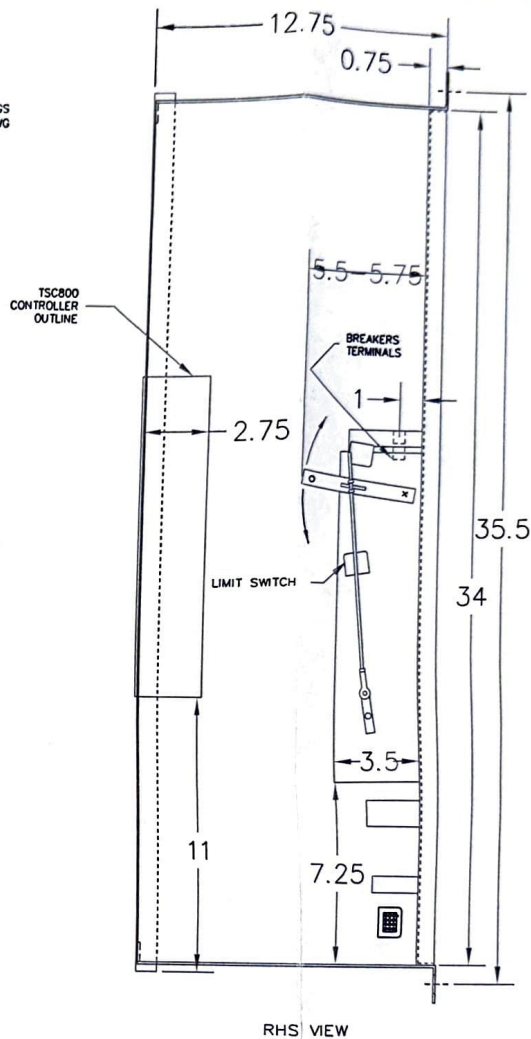 12.75
0.75
TSC800
CONTROLLER
OUTLINE
5.5-5.75
BREAKERS
TERMINALS
1
2.75
35.5
34
LIMIT SWITCH
3.5
11
7.25
RHS VIEW